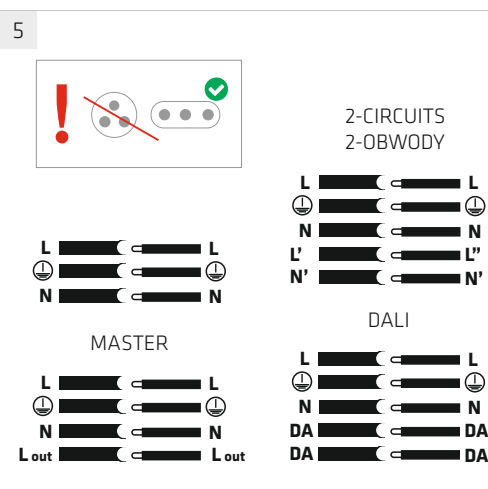 5
L L
N N
MASTER
L L
N N
L out L out
2-CIRCUITS
2-OBWODY
L L
N N
L’ L”
N’ N’
DALI
L L
N N
DA DA
DA DA